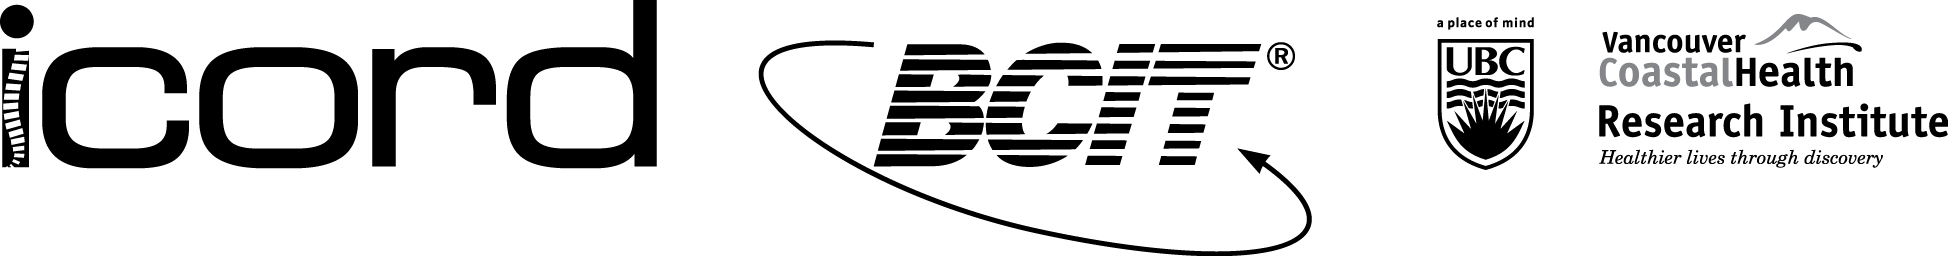 icord
BCIT®
a place of mind
UBC
Vancouver
CoastalHealth
Research Institute
Healthier lives through discovery